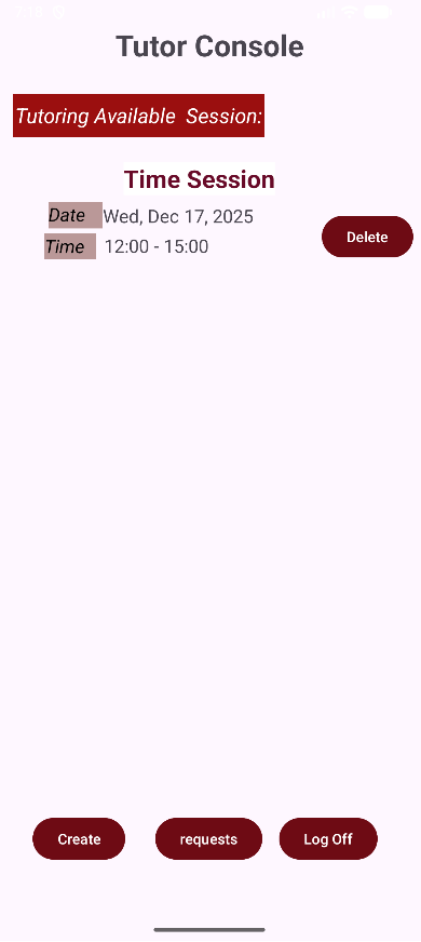 Tutor Console
Tutoring Available  Session:
Time Session
Date Wed, Dec 17, 2025
Time 12:00 - 15:00
Delete
Create requests Log Off